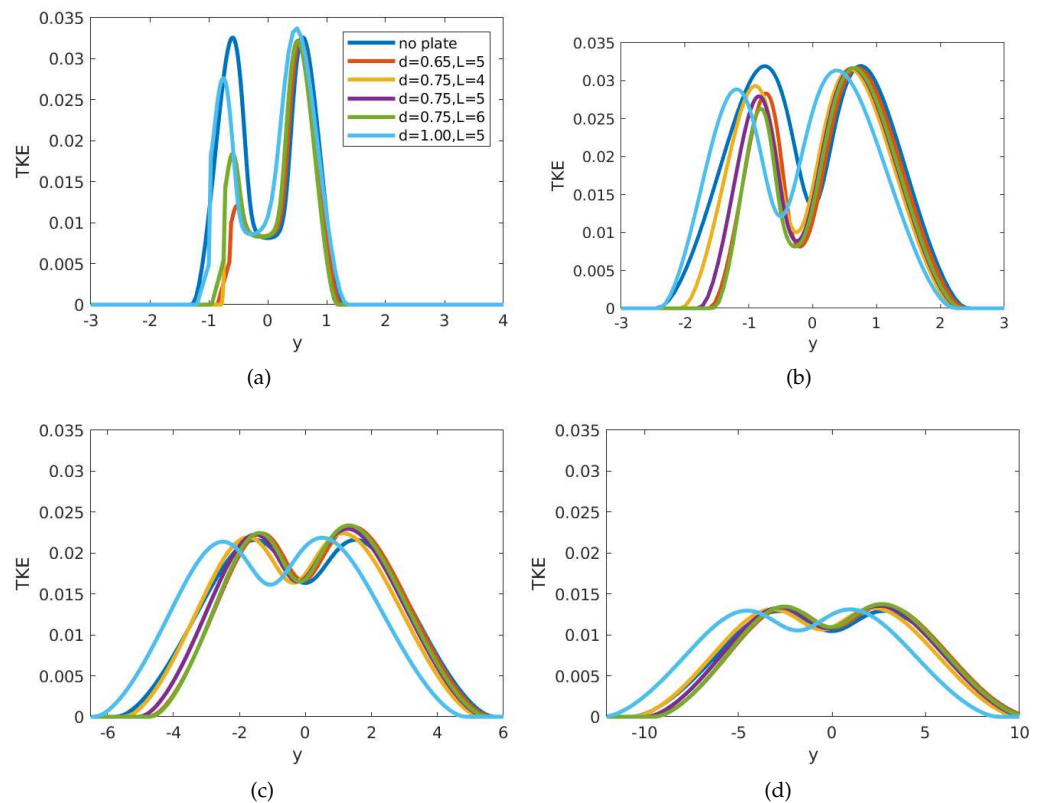 0.035
0.03
0.025
0.02
0.015
0.01
0.005
0
TKE
-3 -2 -1 0 1 2 3 4
y
no plate
d=0.65,L=5
d=0.75,L=4
d=0.75,L=5
d=0.75,L=6
d=1.00,L=5
(a)
0.035
0.03
0.025
0.02
0.015
0.01
0.005
0
TKE
-3 -2 -1 0 1 2 3
y
(b)
0.035
0.03
0.025
0.02
0.015
0.01
0.005
0
TKE
-6 -4 -2 0 2 4 6
y
(c)
0.035
0.03
0.025
0.02
0.015
0.01
0.005
0
TKE
-10 -5 0 5 10
y
(d)